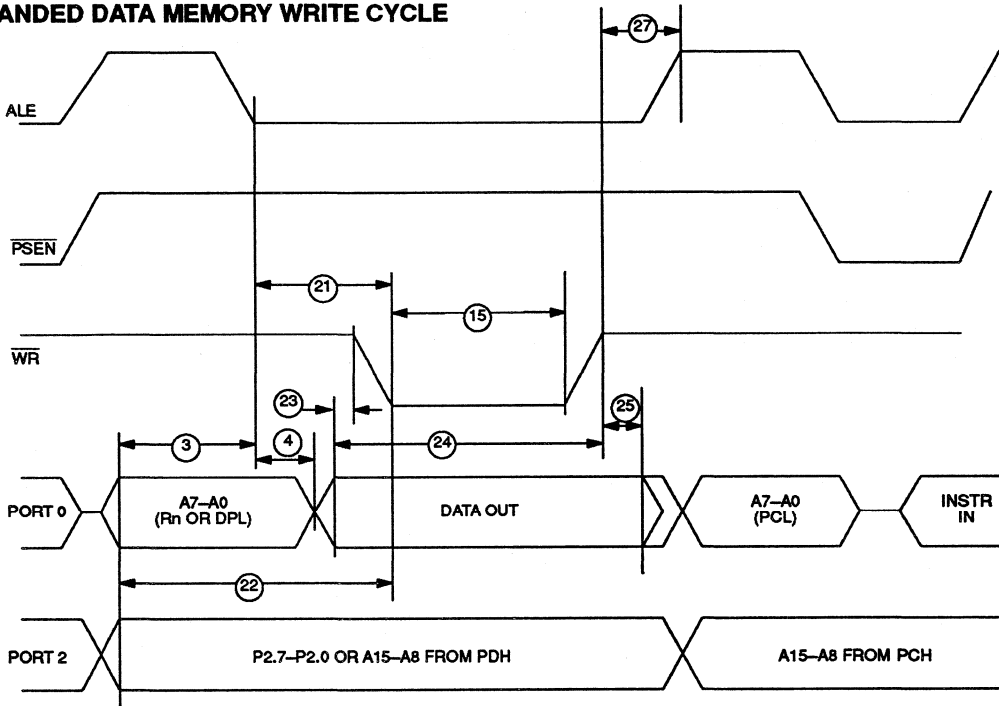 ANDED DATA MEMORY WRITE CYCLE
27
ALE
PSEN
21
15
WR
23
25
3
4
24
PORT 0
A7–A0
(Rn OR DPL)
DATA OUT
A7–A0
(PCL)
INSTR
IN
22
PORT 2
P2.7–P2.0 OR A15–A8 FROM PDH
A15–A8 FROM PCH